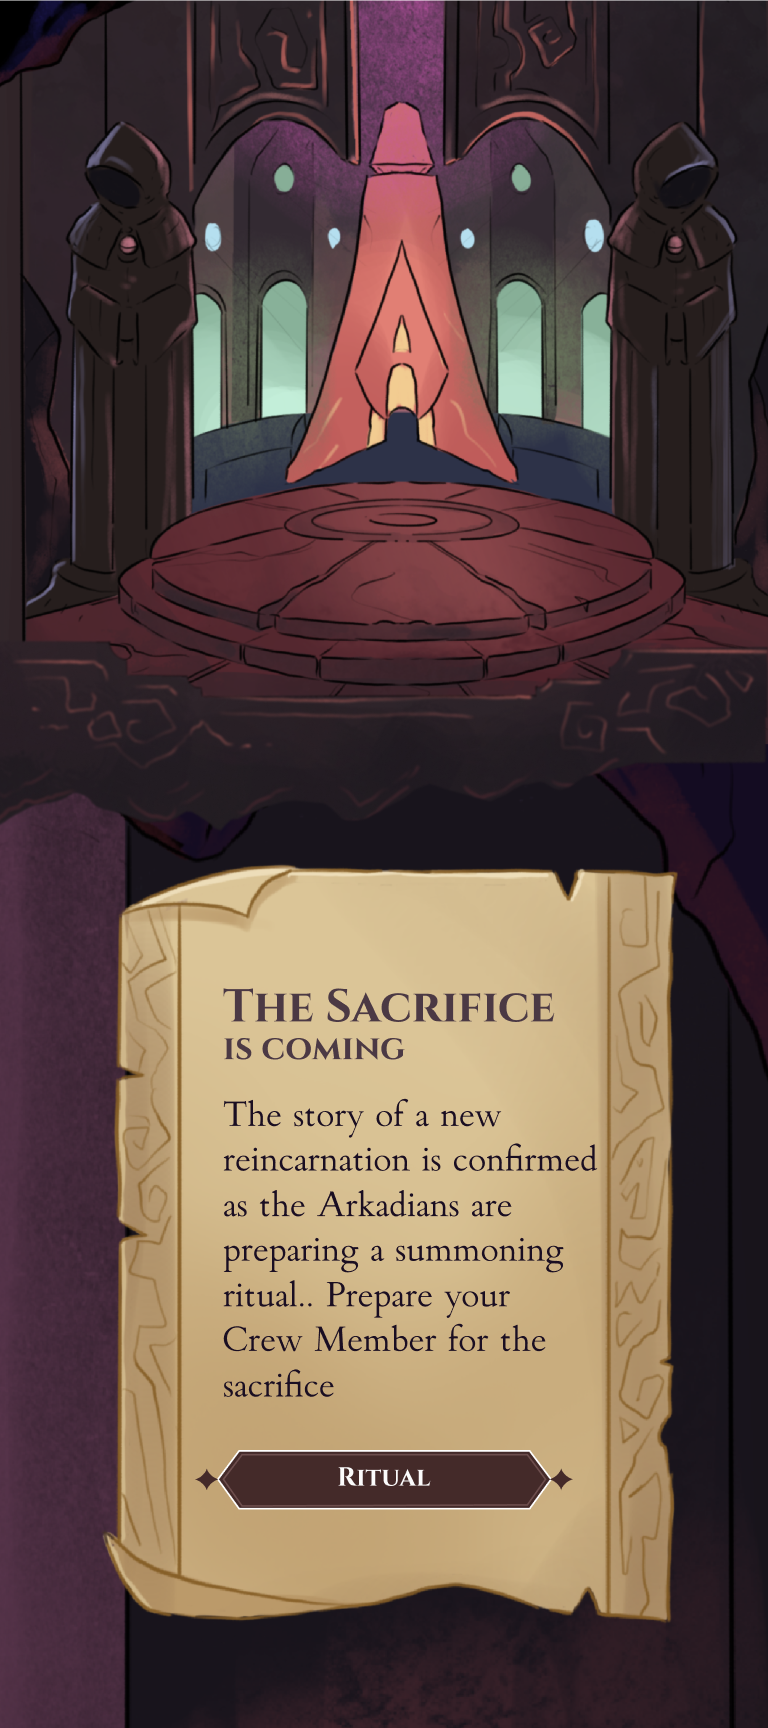 The Sacrifice
is coming
The story of a new
reincarnation is confirmed
as the Arkadians are
preparing a summoning
ritual.. Prepare your
Crew Member for the
sacrifice
Ritual